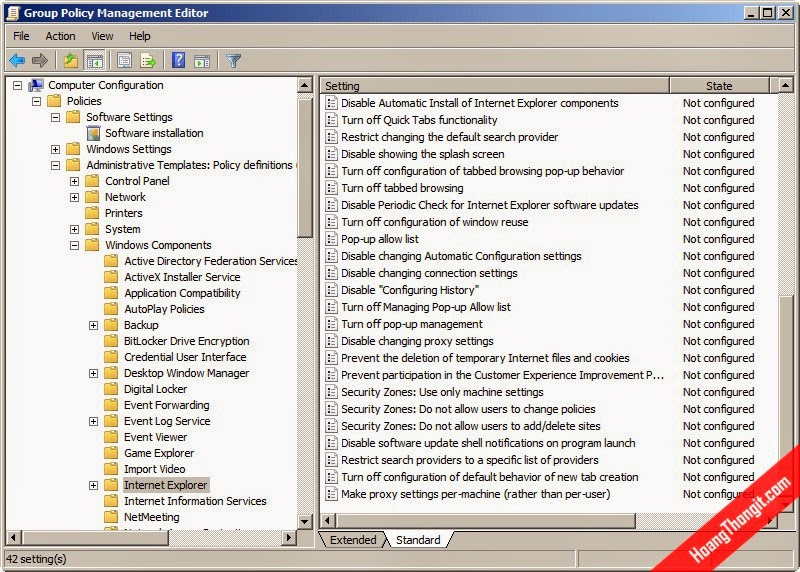 Group Policy Management Editor
File Action View Help
Computer Configuration
Policies
Software Settings
Software installation
Windows Settings
Administrative Templates: Policy definitions (
Control Panel
Network
Printers
System
Windows Components
Active Directory Federation Services
ActiveX Installer Service
Application Compatibility
AutoPlay Policies
Backup
BitLocker Drive Encryption
Credential User Interface
Desktop Window Manager
Digital Locker
Event Forwarding
Event Log Service
Event Viewer
Game Explorer
Import Video
Internet Explorer
Internet Information Services
NetMeeting
Setting State
Disable Automatic Install of Internet Explorer components Not configured
Turn off Quick Tabs functionality Not configured
Restrict changing the default search provider Not configured
Disable showing the splash screen Not configured
Turn off configuration of tabbed browsing pop-up behavior Not configured
Turn off tabbed browsing Not configured
Disable Periodic Check for Internet Explorer software updates Not configured
Turn off configuration of window reuse Not configured
Pop-up allow list Not configured
Disable changing Automatic Configuration settings Not configured
Disable changing connection settings Not configured
Disable "Configuring History" Not configured
Turn off Managing Pop-up Allow list Not configured
Turn off pop-up management Not configured
Disable changing proxy settings Not configured
Prevent the deletion of temporary Internet files and cookies Not configured
Prevent participation in the Customer Experience Improvement P... Not configured
Security Zones: Use only machine settings Not configured
Security Zones: Do not allow users to change policies Not configured
Security Zones: Do not allow users to add/delete sites Not configured
Disable software update shell notifications on program launch Not configured
Restrict search providers to a specific list of providers Not configured
Turn off configuration of default behavior of new tab creation Not configured
Make proxy settings per-machine (rather than per-user) Not configured
Extended Standard
42 setting(s)
HoangThongit.com